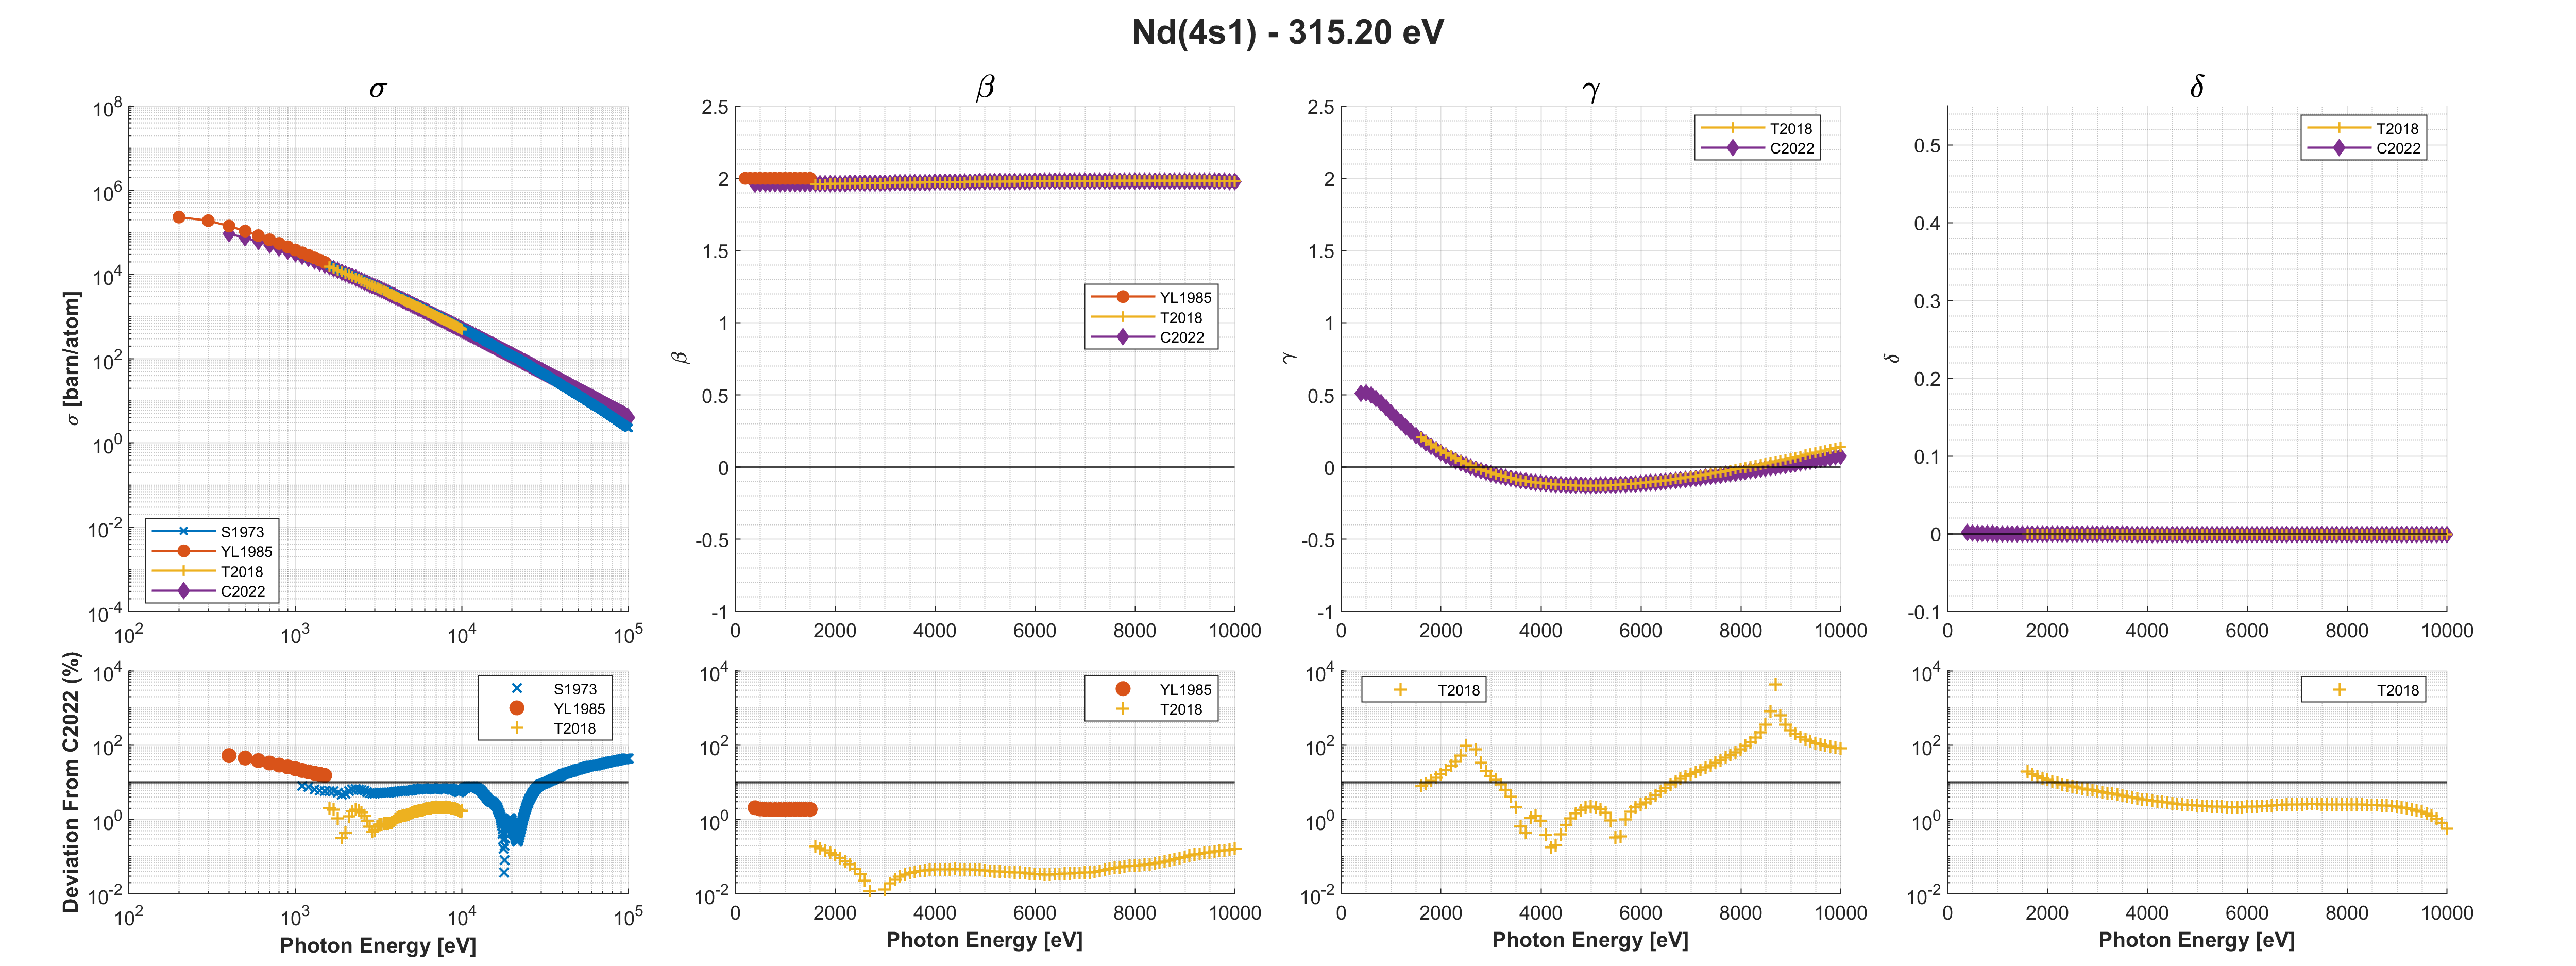 Nd(4s1) - 315.20 eV
σ
σ [barn/atom]
10^8
10^6
10^4
10^2
10^0
10^-2
10^-4
10^2
10^3
10^4
10^5
S1973
YL1985
T2018
C2022
β
β
2.5
2
1.5
1
0.5
0
-0.5
-1
0
2000
4000
6000
8000
10000
YL1985
T2018
C2022
γ
γ
2.5
2
1.5
1
0.5
0
-0.5
-1
0
2000
4000
6000
8000
10000
T2018
C2022
δ
δ
0.5
0.4
0.3
0.2
0.1
0
-0.1
0
2000
4000
6000
8000
10000
T2018
C2022
Deviation From C2022 (%)
10^4
10^2
10^0
10^-2
10^2
10^3
10^4
10^5
Photon Energy [eV]
S1973
YL1985
T2018
10^4
10^2
10^0
10^-2
0
2000
4000
6000
8000
10000
Photon Energy [eV]
YL1985
T2018
10^4
10^2
10^0
10^-2
0
2000
4000
6000
8000
10000
Photon Energy [eV]
T2018
10^4
10^2
10^0
10^-2
0
2000
4000
6000
8000
10000
Photon Energy [eV]
T2018